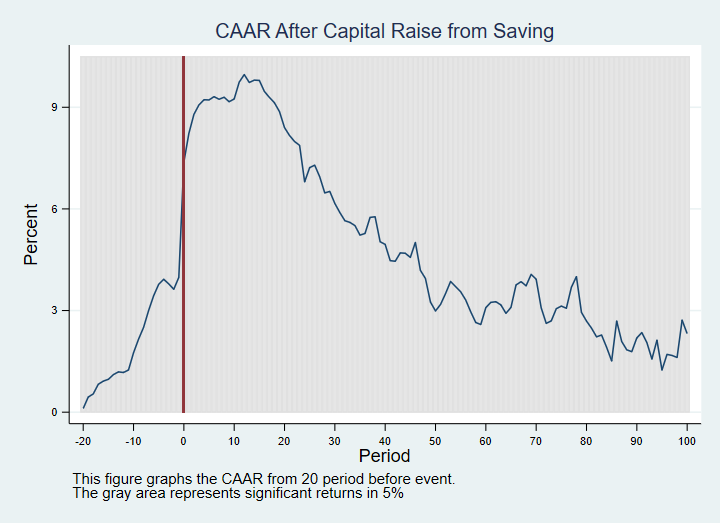 CAAR After Capital Raise from Saving
Percent
9
6
3
0
-20 -10 0 10 20 30 40 50 60 70 80 90 100
Period
This figure graphs the CAAR from 20 period before event.
The gray area represents significant returns in 5%